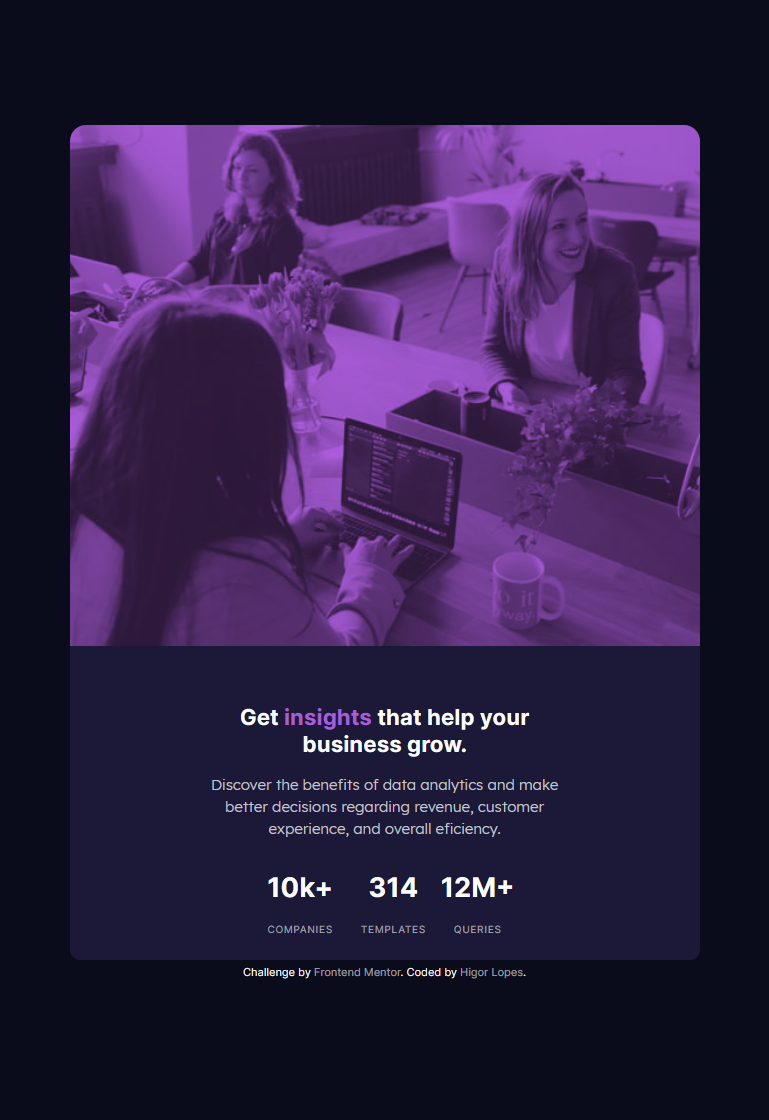 Get insights that help your
business grow.
Discover the benefits of data analytics and make
better decisions regarding revenue, customer
experience, and overall eficiency.
10k+ 314 12M+
COMPANIES TEMPLATES QUERIES
Challenge by Frontend Mentor. Coded by Higor Lopes.